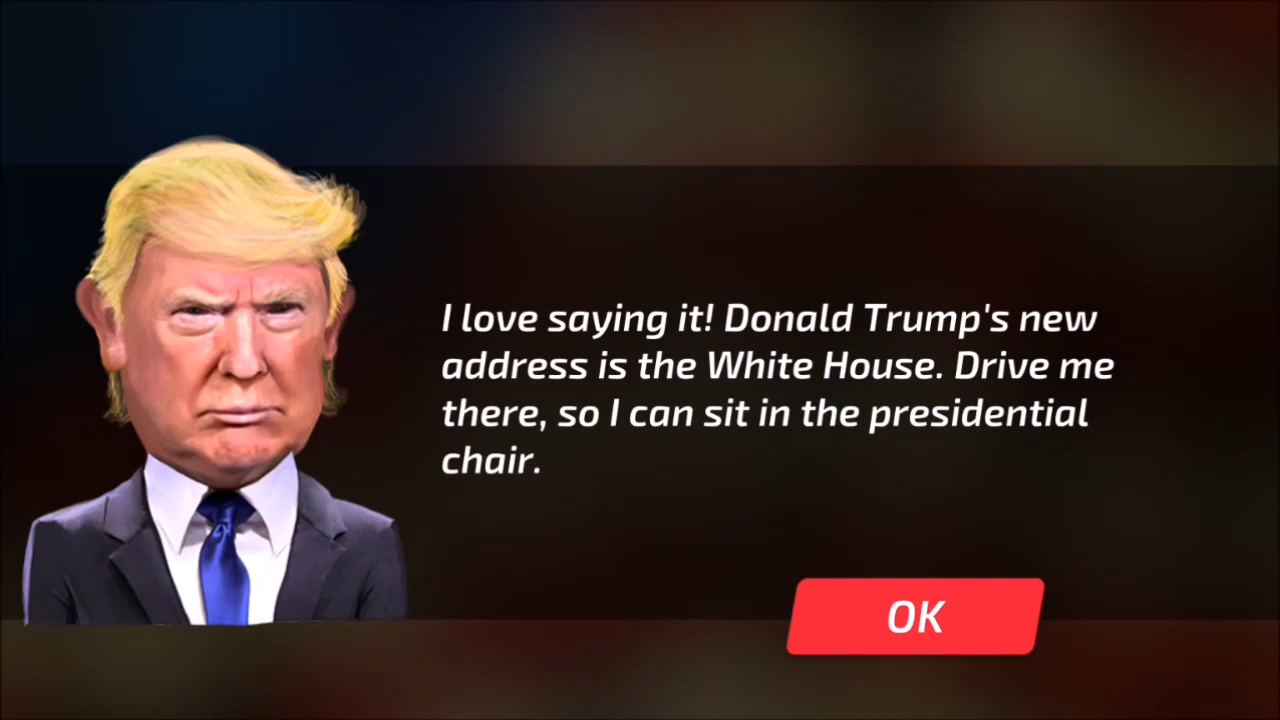 I love saying it! Donald Trump's new
address is the White House. Drive me
there, so I can sit in the presidential
chair.
OK